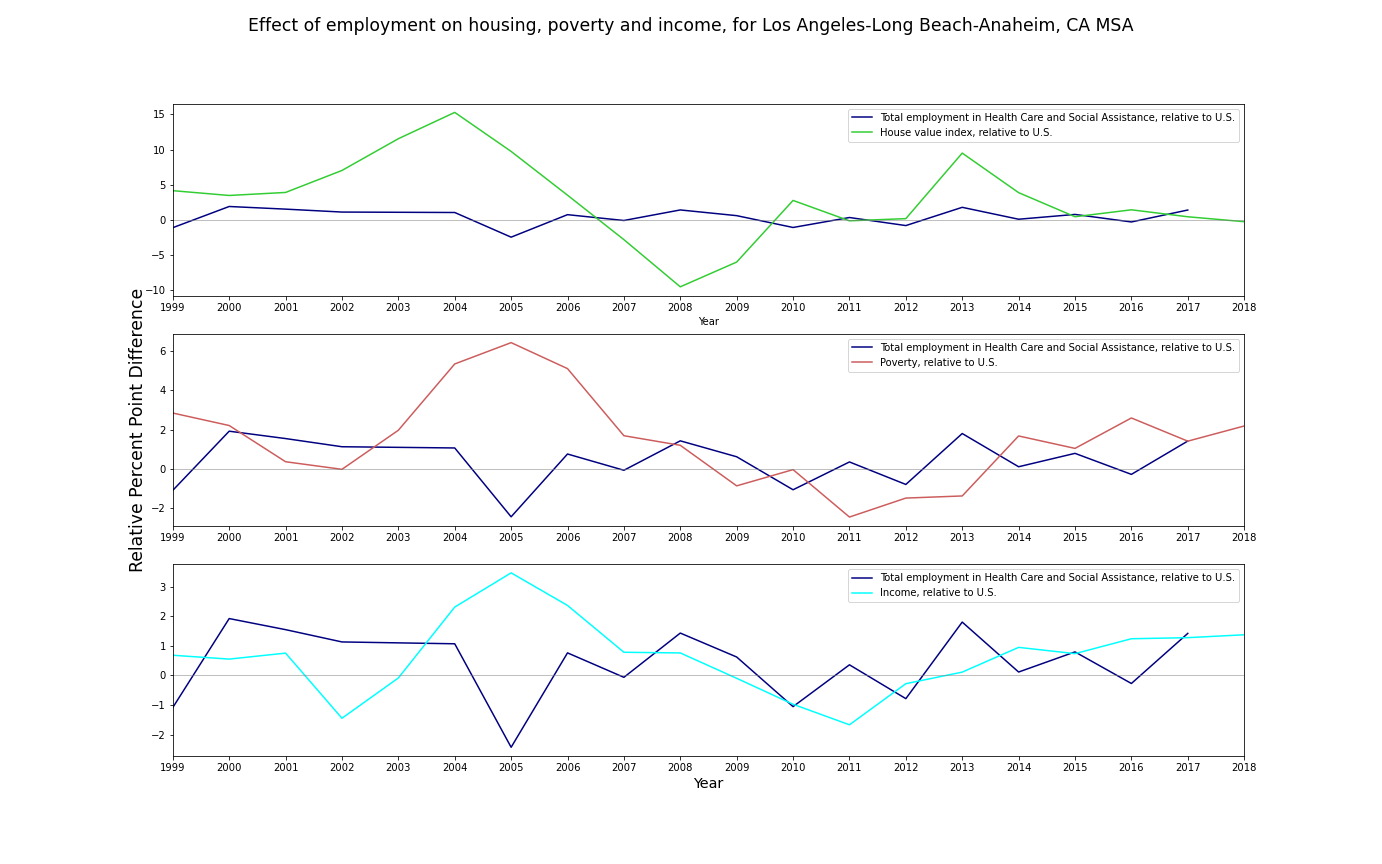 Effect of employment on housing, poverty and income, for Los Angeles-Long Beach-Anaheim, CA MSA
Relative Percent Point Difference
15
10
5
0
−5
−10
Total employment in Health Care and Social Assistance, relative to U.S.
House value index, relative to U.S.
1999 2000 2001 2002 2003 2004 2005 2006 2007 2008 2009 2010 2011 2012 2013 2014 2015 2016 2017 2018
Year
6
4
2
0
−2
Total employment in Health Care and Social Assistance, relative to U.S.
Poverty, relative to U.S.
1999 2000 2001 2002 2003 2004 2005 2006 2007 2008 2009 2010 2011 2012 2013 2014 2015 2016 2017 2018
3
2
1
0
−1
−2
Total employment in Health Care and Social Assistance, relative to U.S.
Income, relative to U.S.
1999 2000 2001 2002 2003 2004 2005 2006 2007 2008 2009 2010 2011 2012 2013 2014 2015 2016 2017 2018
Year